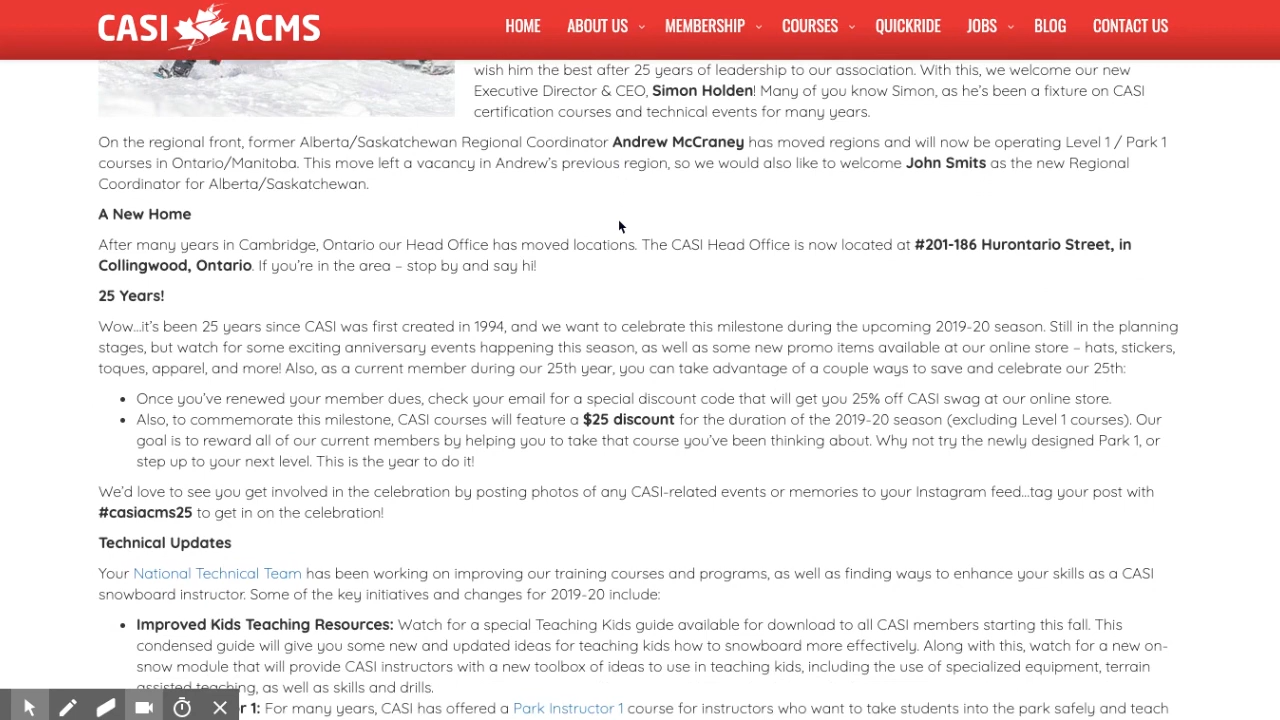 CASI ACMS
HOME ABOUT US MEMBERSHIP COURSES QUICKRIDE JOBS BLOG CONTACT US
wish him the best after 25 years of leadership to our association. With this, we welcome our new
Executive Director & CEO, Simon Holden! Many of you know Simon, as he's been a fixture on CASI
certification courses and technical events for many years.
On the regional front, former Alberta/Saskatchewan Regional Coordinator Andrew McCraney has moved regions and will now be operating Level 1 / Park 1
courses in Ontario/Manitoba. This move left a vacancy in Andrew's previous region, so we would also like to welcome John Smits as the new Regional
Coordinator for Alberta/Saskatchewan.
A New Home
After many years in Cambridge, Ontario our Head Office has moved locations. The CASI Head Office is now located at #201-186 Hurontario Street, in
Collingwood, Ontario. If you're in the area – stop by and say hi!
25 Years!
Wow…it's been 25 years since CASI was first created in 1994, and we want to celebrate this milestone during the upcoming 2019-20 season. Still in the planning
stages, but watch for some exciting anniversary events happening this season, as well as some new promo items available at our online store – hats, stickers,
toques, apparel, and more! Also, as a current member during our 25th year, you can take advantage of a couple ways to save and celebrate our 25th:
• Once you've renewed your member dues, check your email for a special discount code that will get you 25% off CASI swag at our online store.
• Also, to commemorate this milestone, CASI courses will feature a $25 discount for the duration of the 2019-20 season (excluding Level 1 courses). Our
goal is to reward all of our current members by helping you to take that course you've been thinking about. Why not try the newly designed Park 1, or
step up to your next level. This is the year to do it!
We'd love to see you get involved in the celebration by posting photos of any CASI-related events or memories to your Instagram feed…tag your post with
#casiacms25 to get in on the celebration!
Technical Updates
Your National Technical Team has been working on improving our training courses and programs, as well as finding ways to enhance your skills as a CASI
snowboard instructor. Some of the key initiatives and changes for 2019-20 include:
• Improved Kids Teaching Resources: Watch for a special Teaching Kids guide available for download to all CASI members starting this fall. This
condensed guide will give you some new and updated ideas for teaching kids how to snowboard more effectively. Along with this, watch for a new on-
snow module that will provide CASI instructors with a new toolbox of ideas to use in teaching kids, including the use of specialized equipment, terrain
assisted teaching, as well as skills and drills.
r 1: For many years, CASI has offered a Park Instructor 1 course for instructors who want to take students into the park safely and teach